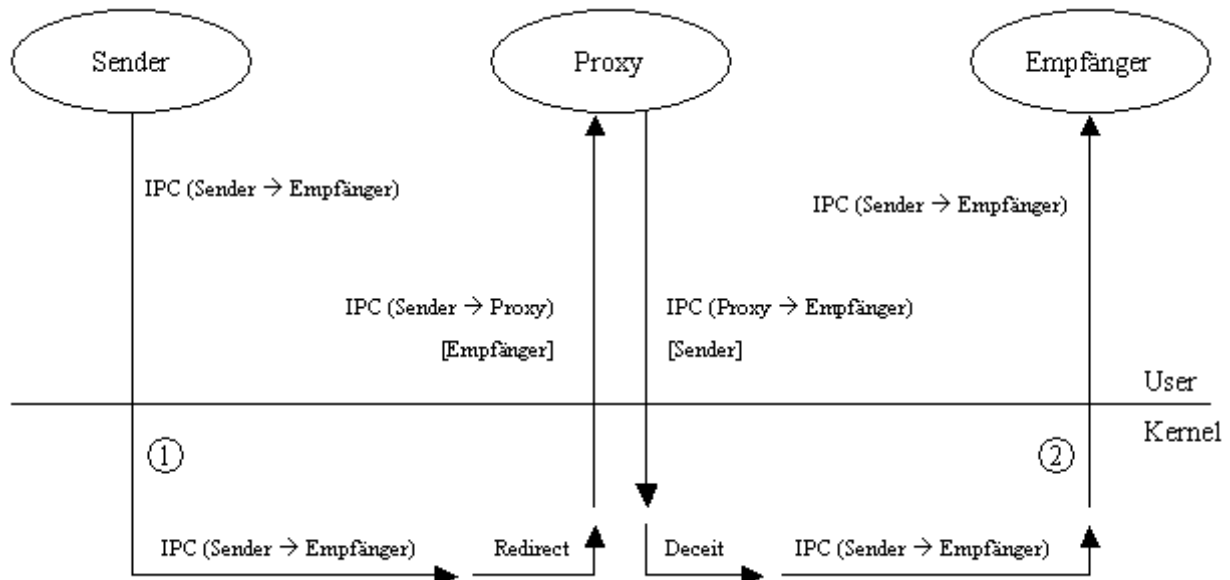 Sender
Proxy
Empfänger
IPC (Sender → Empfänger)
IPC (Sender → Empfänger)
IPC (Sender → Proxy)
[Empfänger]
IPC (Proxy → Empfänger)
[Sender]
User
Kernel
1
2
IPC (Sender → Empfänger)
Redirect
Deceit
IPC (Sender → Empfänger)